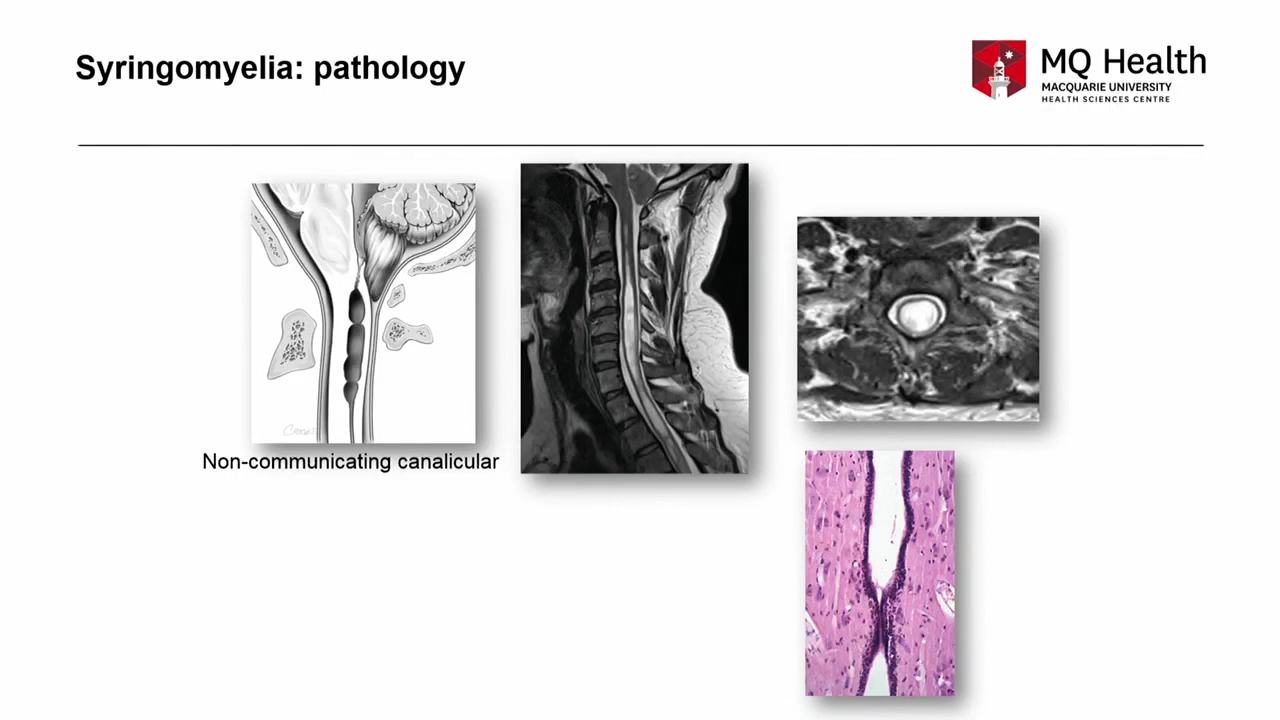 Syringomyelia: pathology
MQ Health
MACQUARIE UNIVERSITY
HEALTH SCIENCES CENTRE
Non-communicating canalicular